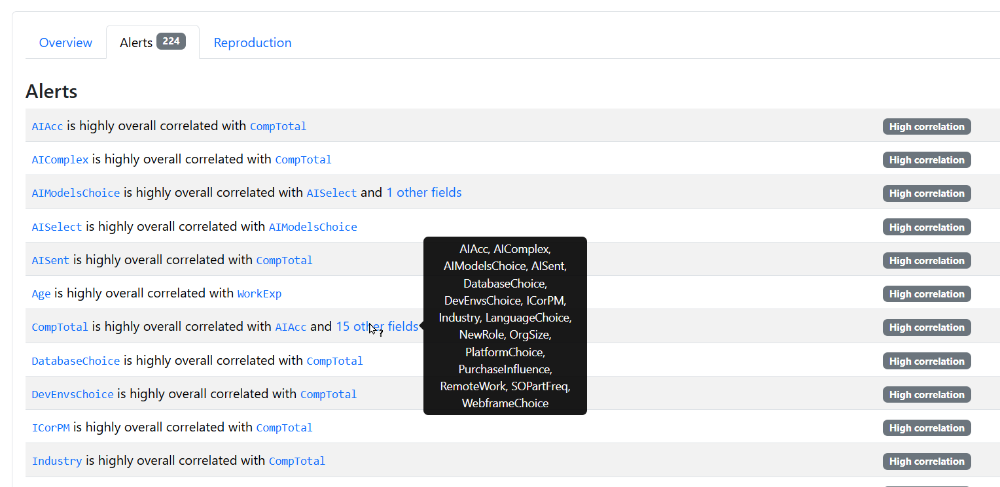 Overview Alerts 224 Reproduction
Alerts
AIAcc is highly overall correlated with CompTotal High correlation
AIComplex is highly overall correlated with CompTotal High correlation
AIModelsChoice is highly overall correlated with AISelect and 1 other fields High correlation
AISelect is highly overall correlated with AIModelsChoice High correlation
AISent is highly overall correlated with CompTotal High correlation
Age is highly overall correlated with WorkExp High correlation
CompTotal is highly overall correlated with AIAcc and 15 other fields High correlation
AIAcc, AIComplex,
AIModelsChoice, AISent,
DatabaseChoice,
DevEnvsChoice, ICorPM,
Industry, LanguageChoice,
NewRole, OrgSize,
PlatformChoice,
PurchaseInfluence,
RemoteWork, SOPartFreq,
WebframeChoice
DatabaseChoice is highly overall correlated with CompTotal High correlation
DevEnvsChoice is highly overall correlated with CompTotal High correlation
ICorPM is highly overall correlated with CompTotal High correlation
Industry is highly overall correlated with CompTotal High correlation